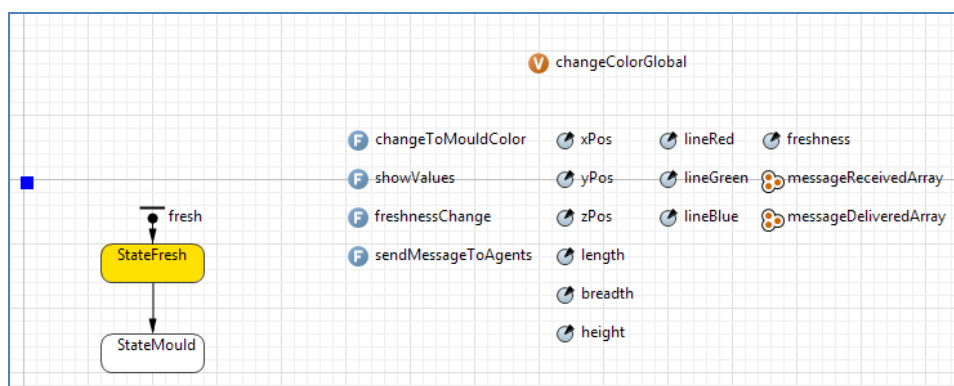 V changeColorGlobal
F changeToMouldColor xPos lineRed freshness
F showValues yPos lineGreen messageReceivedArray
fresh F freshnessChange zPos lineBlue messageDeliveredArray
StateFresh F sendMessageToAgents length
breadth
StateMould height